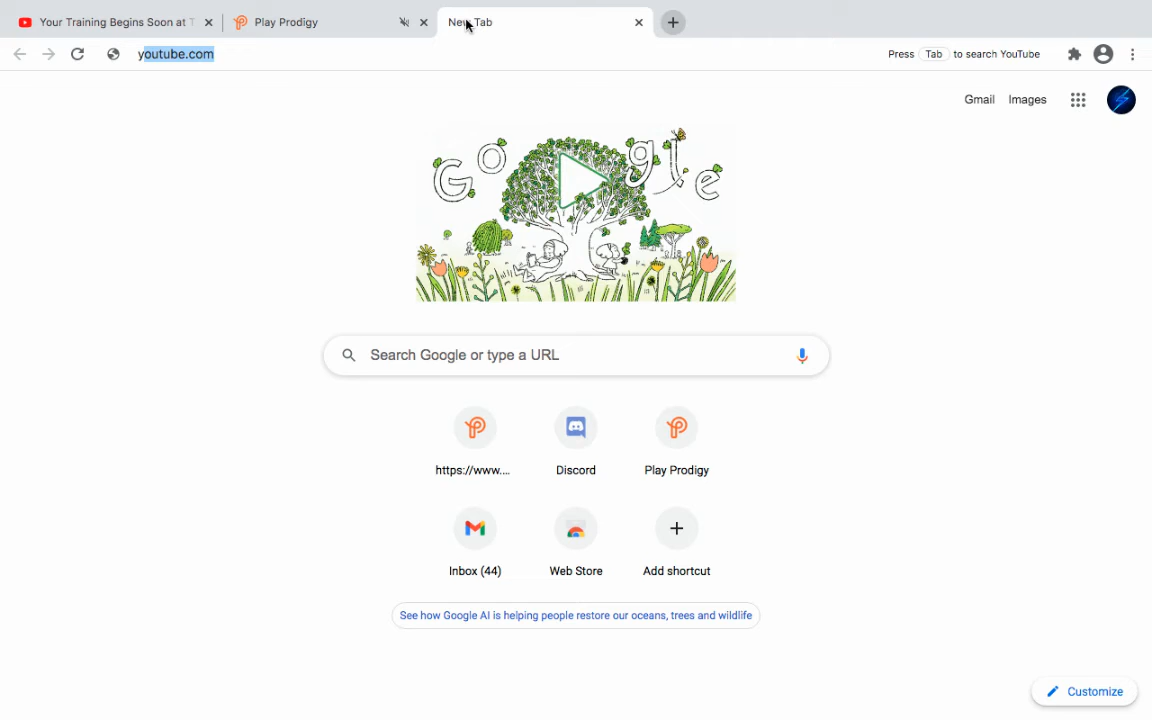 Your Training Begins Soon at T
Play Prodigy
New Tab
youtube.com
Press Tab to search YouTube
Gmail
Images
Google
Search Google or type a URL
https://www....
Discord
Play Prodigy
Inbox (44)
Web Store
Add shortcut
See how Google AI is helping people restore our oceans, trees and wildlife
Customize